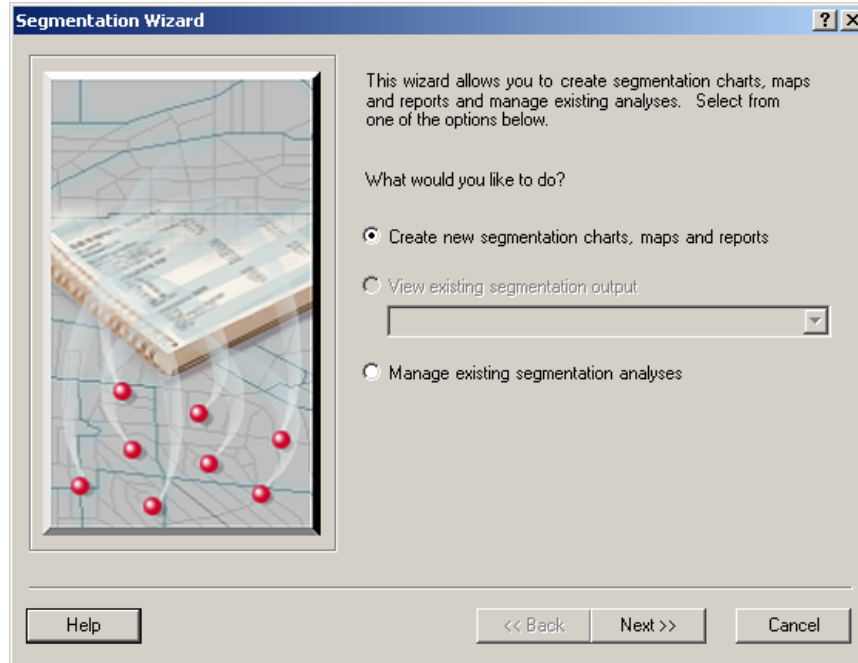 Segmentation Wizard
This wizard allows you to create segmentation charts, maps
and reports and manage existing analyses. Select from
one of the options below.
What would you like to do?
Create new segmentation charts, maps and reports
View existing segmentation output
Manage existing segmentation analyses
Help
<< Back
Next >>
Cancel